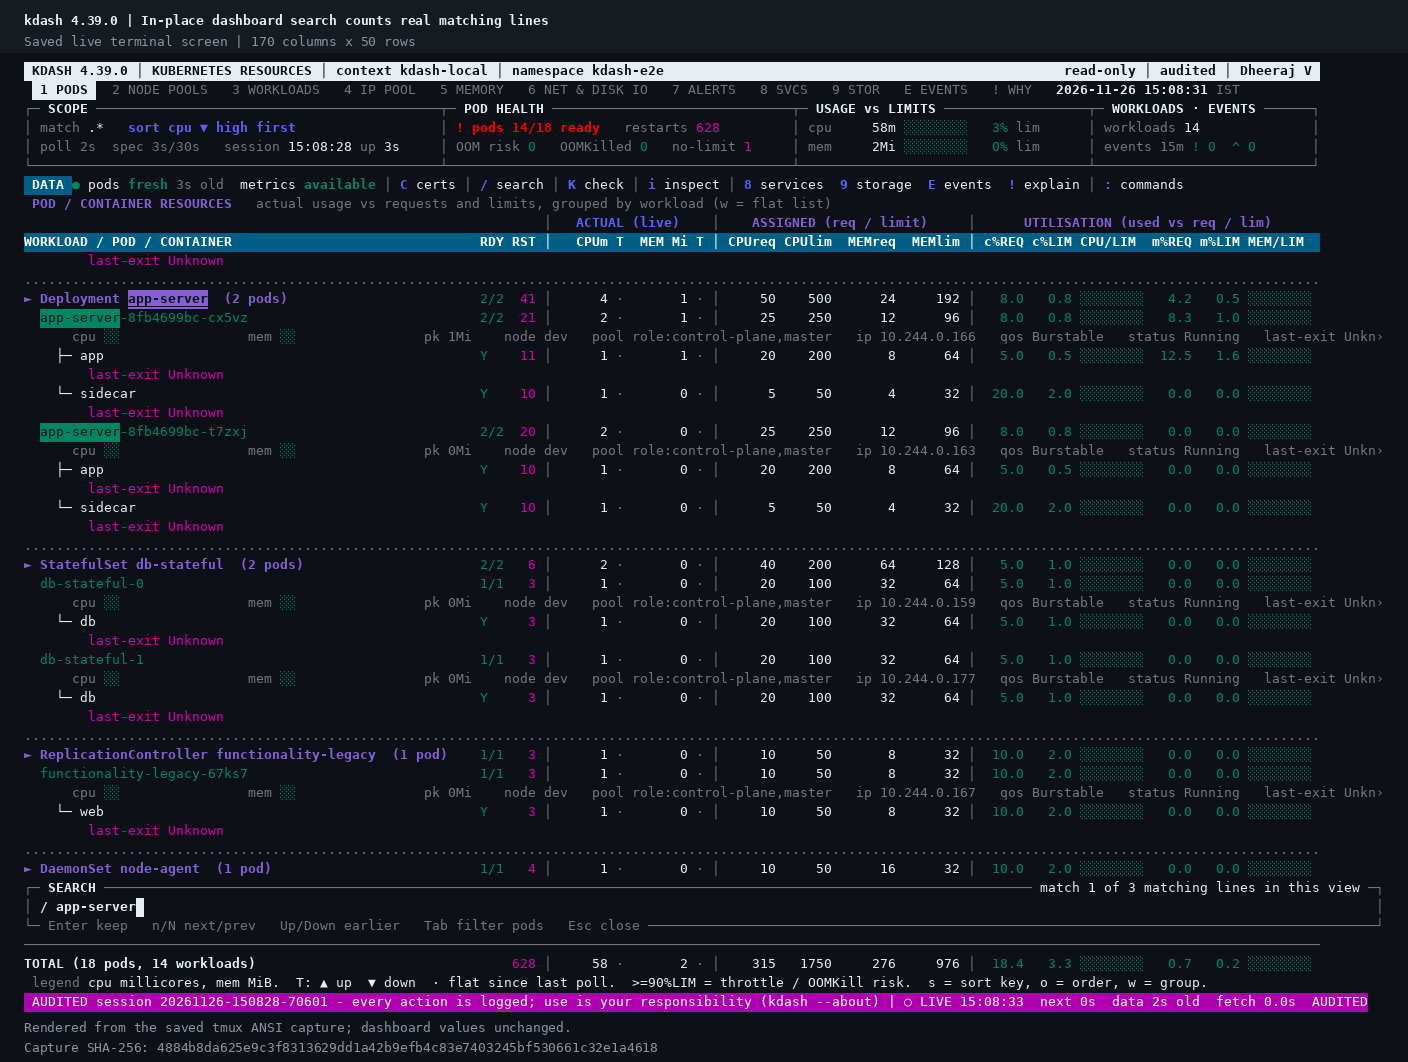 kdash 4.39.0 | In-place dashboard search counts real matching lines
Saved live terminal screen | 170 columns x 50 rows
KDASH 4.39.0 │ KUBERNETES RESOURCES │ context kdash-local │ namespace kdash-e2e read-only │ audited │ Dheeraj V
1 PODS 2 NODE POOLS 3 WORKLOADS 4 IP POOL 5 MEMORY 6 NET & DISK IO 7 ALERTS 8 SVCS 9 STOR E EVENTS ! WHY 2026-11-26 15:08:31 IST
SCOPE POD HEALTH USAGE vs LIMITS WORKLOADS · EVENTS
│ match .* sort cpu ▼ high first │ ! pods 14/18 ready restarts 628 │ cpu 58m ░░░░░░░░ 3% lim │ workloads 14 │
│ poll 2s spec 3s/30s session 15:08:28 up 3s │ OOM risk 0 OOMKilled 0 no-limit 1 │ mem 2Mi ░░░░░░░░ 0% lim │ events 15m ! 0 ^ 0 │
DATA ● pods fresh 3s old metrics available │ C certs │ / search │ K check │ i inspect │ 8 services 9 storage E events ! explain │ : commands
POD / CONTAINER RESOURCES actual usage vs requests and limits, grouped by workload (w = flat list)
│ ACTUAL (live) │ ASSIGNED (req / limit) │ UTILISATION (used vs req / lim)
WORKLOAD / POD / CONTAINER RDY RST │ CPUm T MEM Mi T │ CPUreq CPUlim MEMreq MEMlim │ c%REQ c%LIM CPU/LIM m%REQ m%LIM MEM/LIM
last-exit Unknown
► Deployment app-server (2 pods) 2/2 41 │ 4 · 1 · │ 50 500 24 192 │ 8.0 0.8 ░░░░░░░░ 4.2 0.5 ░░░░░░░░
app-server-8fb4699bc-cx5vz 2/2 21 │ 2 · 1 · │ 25 250 12 96 │ 8.0 0.8 ░░░░░░░░ 8.3 1.0 ░░░░░░░░
cpu ░░ mem ░░ pk 1Mi node dev pool role:control-plane,master ip 10.244.0.166 qos Burstable status Running last-exit Unkn›
├─ app Y 11 │ 1 · 1 · │ 20 200 8 64 │ 5.0 0.5 ░░░░░░░░ 12.5 1.6 ░░░░░░░░
last-exit Unknown
└─ sidecar Y 10 │ 1 · 0 · │ 5 50 4 32 │ 20.0 2.0 ░░░░░░░░ 0.0 0.0 ░░░░░░░░
last-exit Unknown
app-server-8fb4699bc-t7zxj 2/2 20 │ 2 · 0 · │ 25 250 12 96 │ 8.0 0.8 ░░░░░░░░ 0.0 0.0 ░░░░░░░░
cpu ░░ mem ░░ pk 0Mi node dev pool role:control-plane,master ip 10.244.0.163 qos Burstable status Running last-exit Unkn›
├─ app Y 10 │ 1 · 0 · │ 20 200 8 64 │ 5.0 0.5 ░░░░░░░░ 0.0 0.0 ░░░░░░░░
last-exit Unknown
└─ sidecar Y 10 │ 1 · 0 · │ 5 50 4 32 │ 20.0 2.0 ░░░░░░░░ 0.0 0.0 ░░░░░░░░
last-exit Unknown
► StatefulSet db-stateful (2 pods) 2/2 6 │ 2 · 0 · │ 40 200 64 128 │ 5.0 1.0 ░░░░░░░░ 0.0 0.0 ░░░░░░░░
db-stateful-0 1/1 3 │ 1 · 0 · │ 20 100 32 64 │ 5.0 1.0 ░░░░░░░░ 0.0 0.0 ░░░░░░░░
cpu ░░ mem ░░ pk 0Mi node dev pool role:control-plane,master ip 10.244.0.159 qos Burstable status Running last-exit Unkn›
└─ db Y 3 │ 1 · 0 · │ 20 100 32 64 │ 5.0 1.0 ░░░░░░░░ 0.0 0.0 ░░░░░░░░
last-exit Unknown
db-stateful-1 1/1 3 │ 1 · 0 · │ 20 100 32 64 │ 5.0 1.0 ░░░░░░░░ 0.0 0.0 ░░░░░░░░
cpu ░░ mem ░░ pk 0Mi node dev pool role:control-plane,master ip 10.244.0.177 qos Burstable status Running last-exit Unkn›
└─ db Y 3 │ 1 · 0 · │ 20 100 32 64 │ 5.0 1.0 ░░░░░░░░ 0.0 0.0 ░░░░░░░░
last-exit Unknown
► ReplicationController functionality-legacy (1 pod) 1/1 3 │ 1 · 0 · │ 10 50 8 32 │ 10.0 2.0 ░░░░░░░░ 0.0 0.0 ░░░░░░░░
functionality-legacy-67ks7 1/1 3 │ 1 · 0 · │ 10 50 8 32 │ 10.0 2.0 ░░░░░░░░ 0.0 0.0 ░░░░░░░░
cpu ░░ mem ░░ pk 0Mi node dev pool role:control-plane,master ip 10.244.0.167 qos Burstable status Running last-exit Unkn›
└─ web Y 3 │ 1 · 0 · │ 10 50 8 32 │ 10.0 2.0 ░░░░░░░░ 0.0 0.0 ░░░░░░░░
last-exit Unknown
► DaemonSet node-agent (1 pod) 1/1 4 │ 1 · 0 · │ 10 50 16 32 │ 10.0 2.0 ░░░░░░░░ 0.0 0.0 ░░░░░░░░
SEARCH match 1 of 3 matching lines in this view
│ / app-server
Enter keep n/N next/prev Up/Down earlier Tab filter pods Esc close
TOTAL (18 pods, 14 workloads) 628 │ 58 · 2 · │ 315 1750 276 976 │ 18.4 3.3 ░░░░░░░░ 0.7 0.2 ░░░░░░░░
legend cpu millicores, mem MiB. T: ▲ up ▼ down · flat since last poll. >=90%LIM = throttle / OOMKill risk. s = sort key, o = order, w = group.
AUDITED session 20261126-150828-70601 - every action is logged; use is your responsibility (kdash --about) | ○ LIVE 15:08:33 next 0s data 2s old fetch 0.0s AUDITED
Rendered from the saved tmux ANSI capture; dashboard values unchanged.
Capture SHA-256: 4884b8da625e9c3f8313629dd1a42b9efb4c83e7403245bf530661c32e1a4618